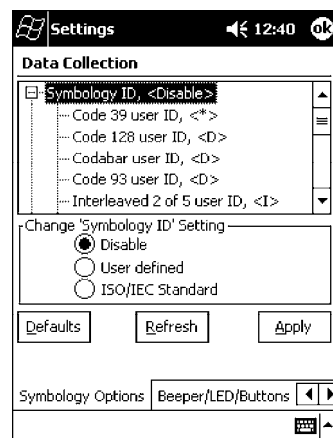 Settings 12:40 ok
Data Collection
Symbology ID, <Disable>
Code 39 user ID, <*>
Code 128 user ID, <D>
Codabar user ID, <D>
Code 93 user ID, <D>
Interleaved 2 of 5 user ID, <I>
Change 'Symbology ID' Setting
Disable
User defined
ISO/IEC Standard
Defaults Refresh Apply
Symbology Options Beeper/LED/Buttons